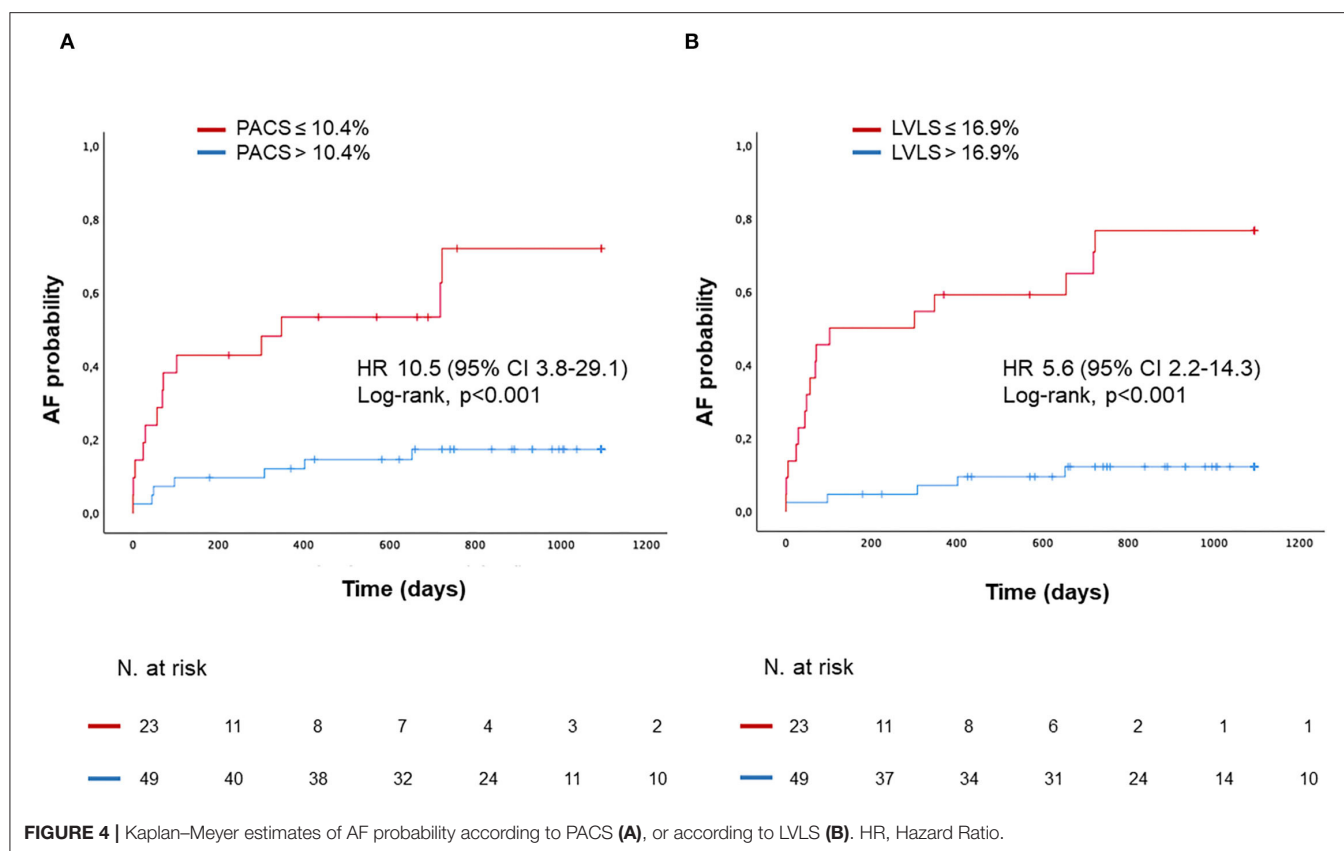 A
PACS ≤ 10.4%
PACS > 10.4%
1,0
0,8
0,6
0,4
0,2
0,0
AF probability
HR 10.5 (95% CI 3.8-29.1)
Log-rank, p<0.001
0 200 400 600 800 1000 1200
Time (days)
N. at risk
23 11 8 7 4 3 2
49 40 38 32 24 11 10
B
LVLS ≤ 16.9%
LVLS > 16.9%
1,0
0,8
0,6
0,4
0,2
0,0
AF probability
HR 5.6 (95% CI 2.2-14.3)
Log-rank, p<0.001
0 200 400 600 800 1000 1200
Time (days)
N. at risk
23 11 8 6 2 1 1
49 37 34 31 24 14 10
FIGURE 4 | Kaplan–Meyer estimates of AF probability according to PACS (A), or according to LVLS (B). HR, Hazard Ratio.